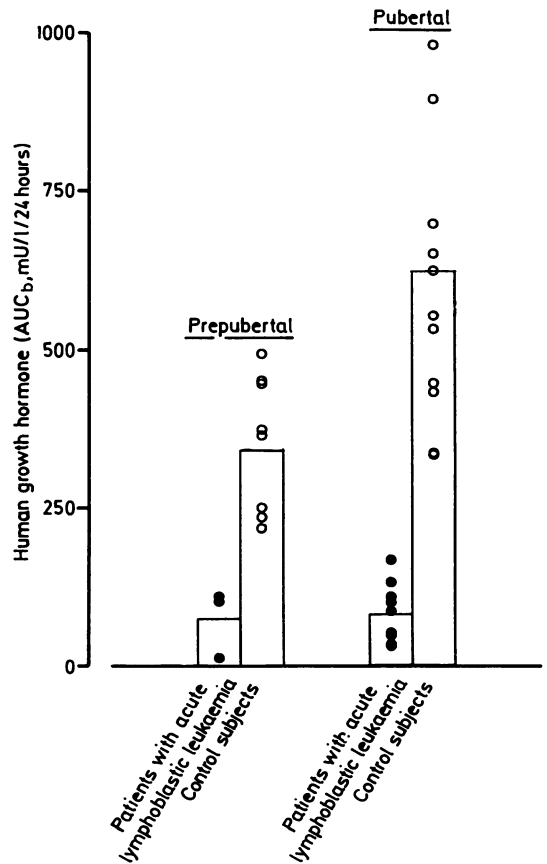 Human growth hormone (AUCb, mU/l/24 hours)
1000
750
500
250
0
Prepubertal
Pubertal
Patients with acute
lymphoblastic leukaemia
Control subjects
Patients with acute
lymphoblastic leukaemia
Control subjects